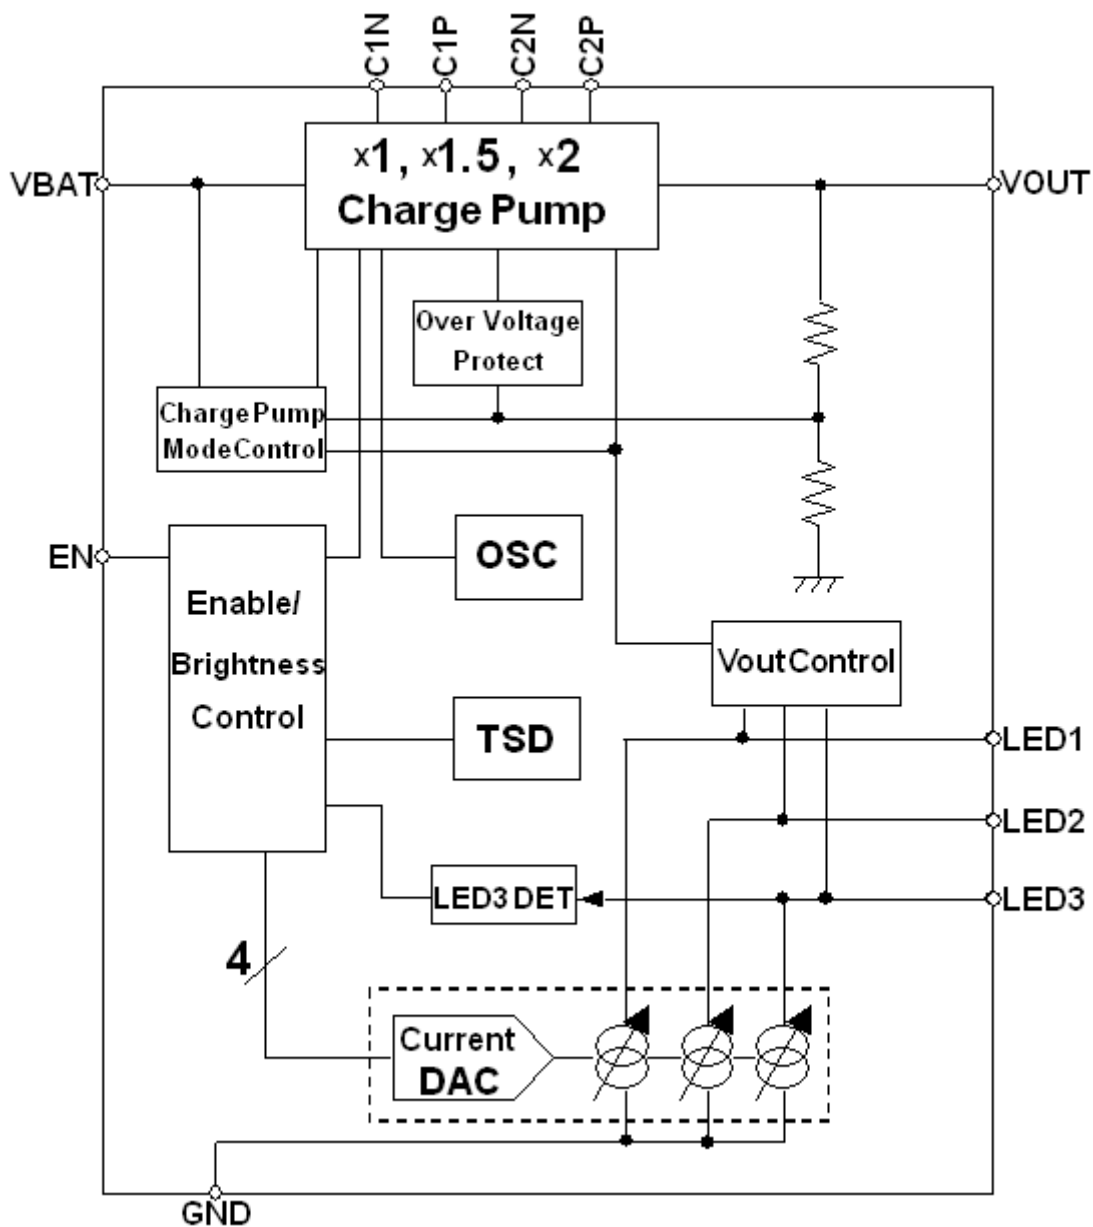 C1N
C1P
C2N
C2P
x1, x1.5, x2
Charge Pump
VBAT
VOUT
Over Voltage
Protect
Charge Pump
Mode Control
EN
OSC
Enable/
Brightness
Control
Vout Control
TSD
LED1
LED2
LED3 DET
LED3
4
Current
DAC
GND